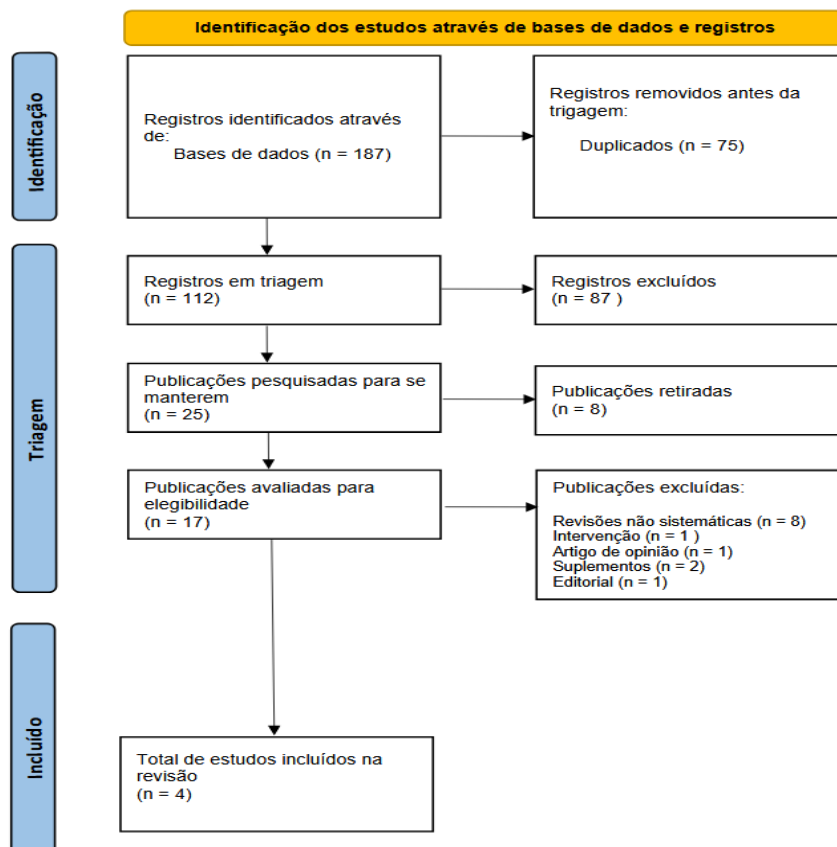 Identificação dos estudos através de bases de dados e registros
Identificação
Registros identificados através
de:
Bases de dados (n = 187)
Registros removidos antes da
trigagem:
Duplicados (n = 75)
Triagem
Registros em triagem
(n = 112)
Registros excluídos
(n = 87 )
Publicações pesquisadas para se
manterem
(n = 25)
Publicações retiradas
(n = 8)
Publicações avaliadas para
elegibilidade
(n = 17)
Publicações excluídas:
Revisões não sistemáticas (n = 8)
Intervenção (n = 1 )
Artigo de opinião (n = 1)
Suplementos (n = 2)
Editorial (n = 1)
Incluído
Total de estudos incluídos na
revisão
(n = 4)